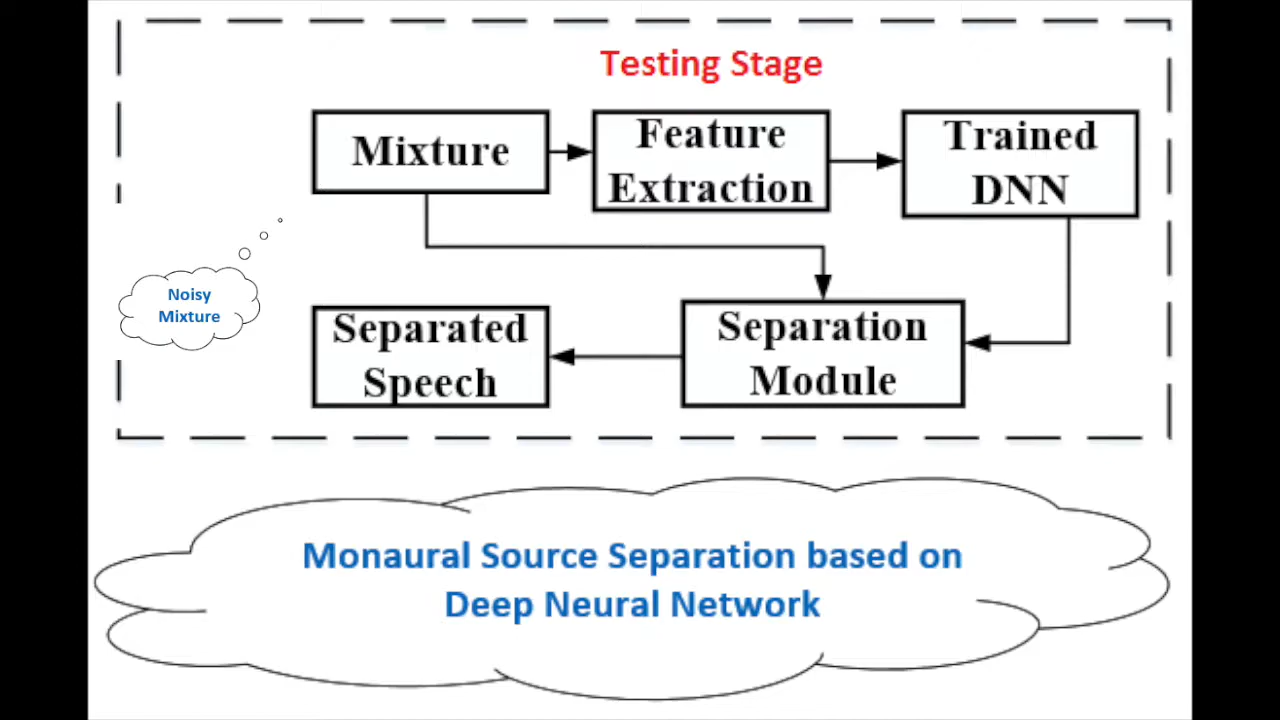 Testing Stage
Mixture
Feature
Extraction
Trained
DNN
Noisy
Mixture
Separated
Speech
Separation
Module
Monaural Source Separation based on
Deep Neural Network